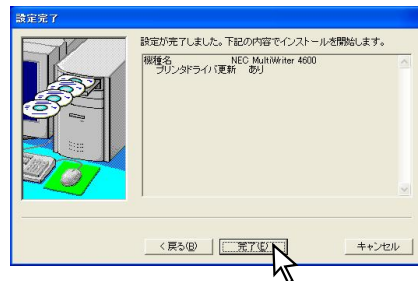 設定完了
設定が完了しました。下記の内容でインストールを開始します。
機種名 NEC MultiWriter 4600
プリンタドライバ更新 あり
< 戻る(B)
完了(E)
キャンセル